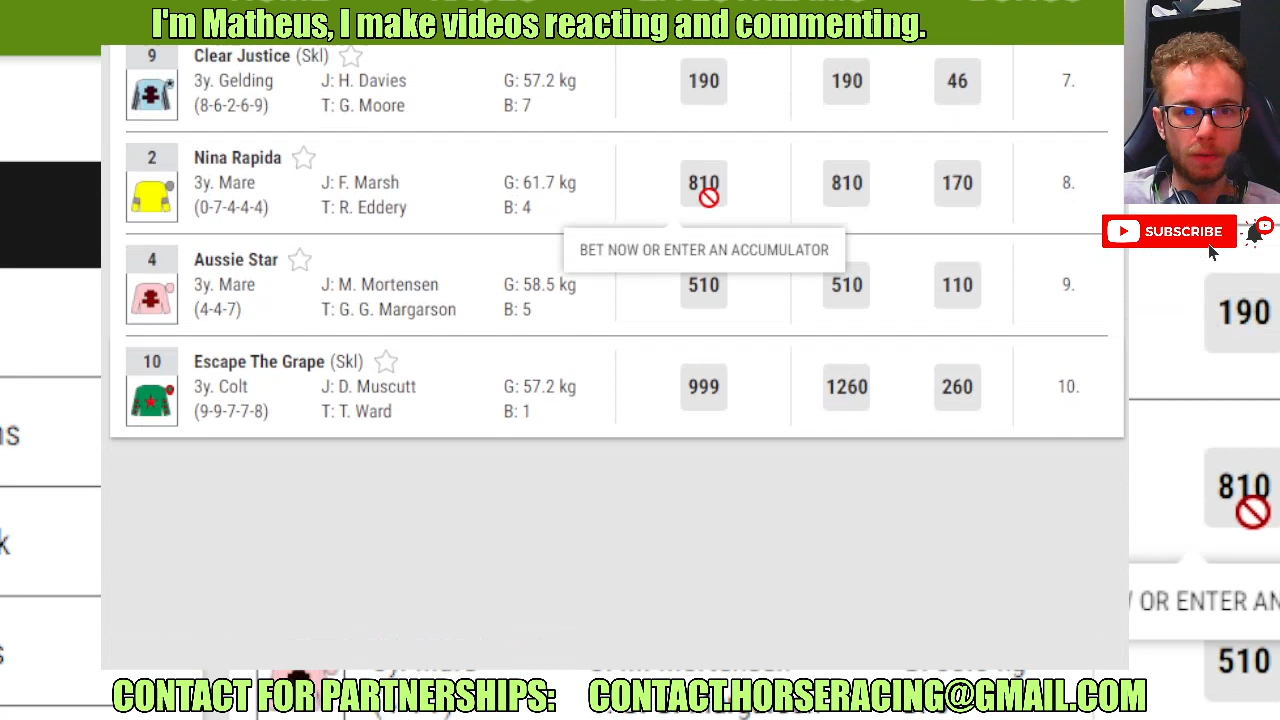 I'm Matheus, I make videos reacting and commenting.
9 Clear Justice (Skl)
3y. Gelding J: H. Davies G: 57.2 kg 190 190 46 7.
(8-6-2-6-9) T: G. Moore B: 7
2 Nina Rapida
3y. Mare J: F. Marsh G: 61.7 kg 810 810 170 8.
(0-7-4-4-4) T: R. Eddery B: 4
BET NOW OR ENTER AN ACCUMULATOR
4 Aussie Star
3y. Mare J: M. Mortensen G: 58.5 kg 510 510 110 9.
(4-4-7) T: G. G. Margarson B: 5
10 Escape The Grape (Skl)
3y. Colt J: D. Muscutt G: 57.2 kg 999 1260 260 10.
(9-9-7-7-8) T: T. Ward B: 1
SUBSCRIBE
190
810
OR ENTER AN
510
CONTACT FOR PARTNERSHIPS: CONTACT.HORSERACING@GMAIL.COM